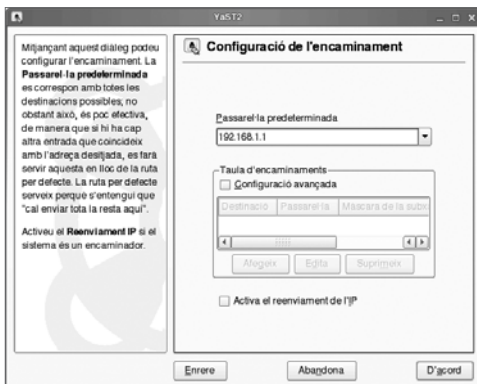 YaST2
Mitjançant aquest diàleg podeu
configurar l'encaminament. La
Passarel·la predeterminada
es correspon amb totes les
destinacions possibles; no
obstant això, és poc efectiva,
de manera que si hi ha cap
altra entrada que coincideix
amb l'adreça desitjada, es farà
servir aquesta en lloc de la ruta
per defecte. La ruta per defecte
serveix perquè s'entengui que
"cal enviar tota la resta aquí".
Activeu el Reenviament IP si el
sistema és un encaminador.
Configuració de l'encaminament
Passarel·la predeterminada
192.168.1.1
Taula d'encaminaments
Configuració avançada
Destinació Passarel·la Màscara de la subx
Afegeix Edita Suprimeix
Activa el reenviament de l'IP
Enrere Abandona D'acord